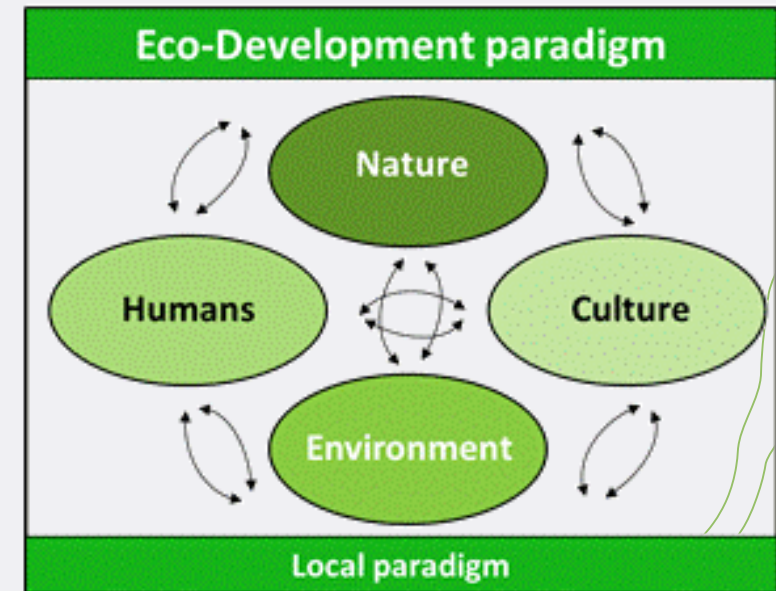 Eco-Development paradigm
Nature
Humans
Culture
Environment
Local paradigm